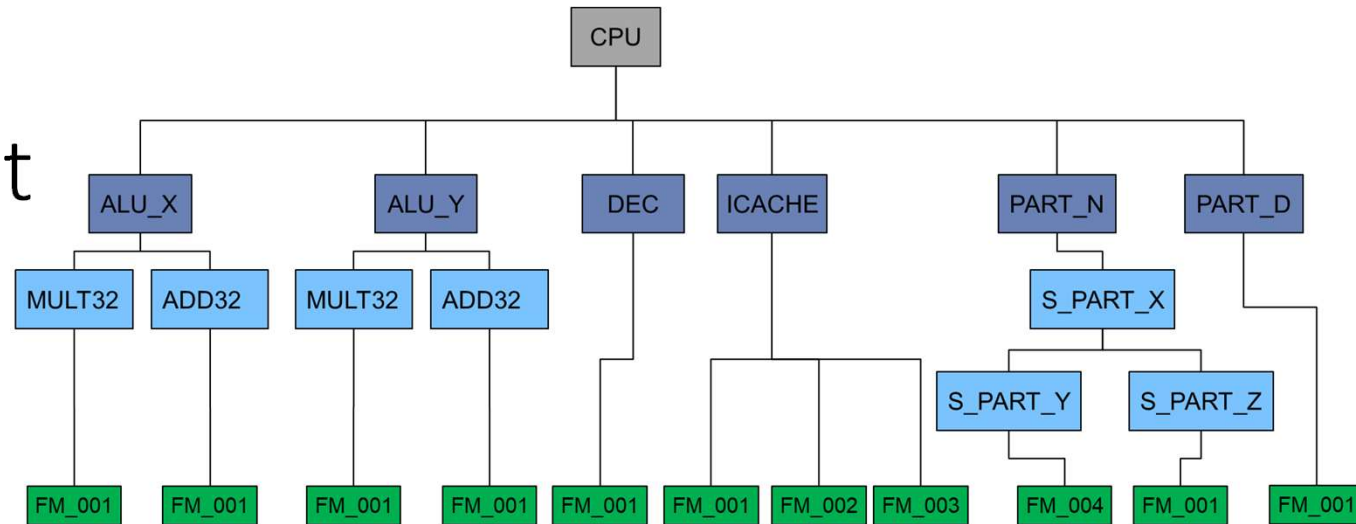 CPU
t
ALU_X ALU_Y DEC ICACHE PART_N PART_D
MULT32 ADD32 MULT32 ADD32 S_PART_X
S_PART_Y S_PART_Z
FM_001 FM_001 FM_001 FM_001 FM_001 FM_001 FM_002 FM_003 FM_004 FM_001 FM_001